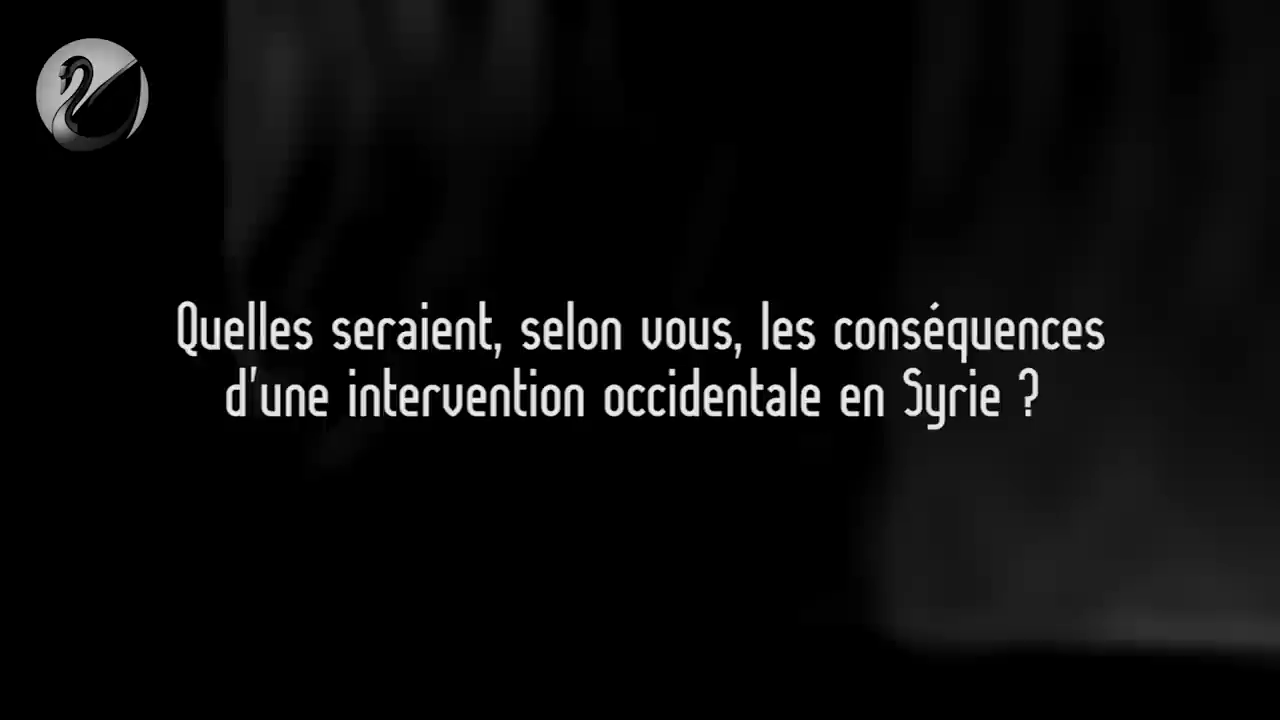 Quelles seraient, selon vous, les conséquences
d'une intervention occidentale en Syrie ?